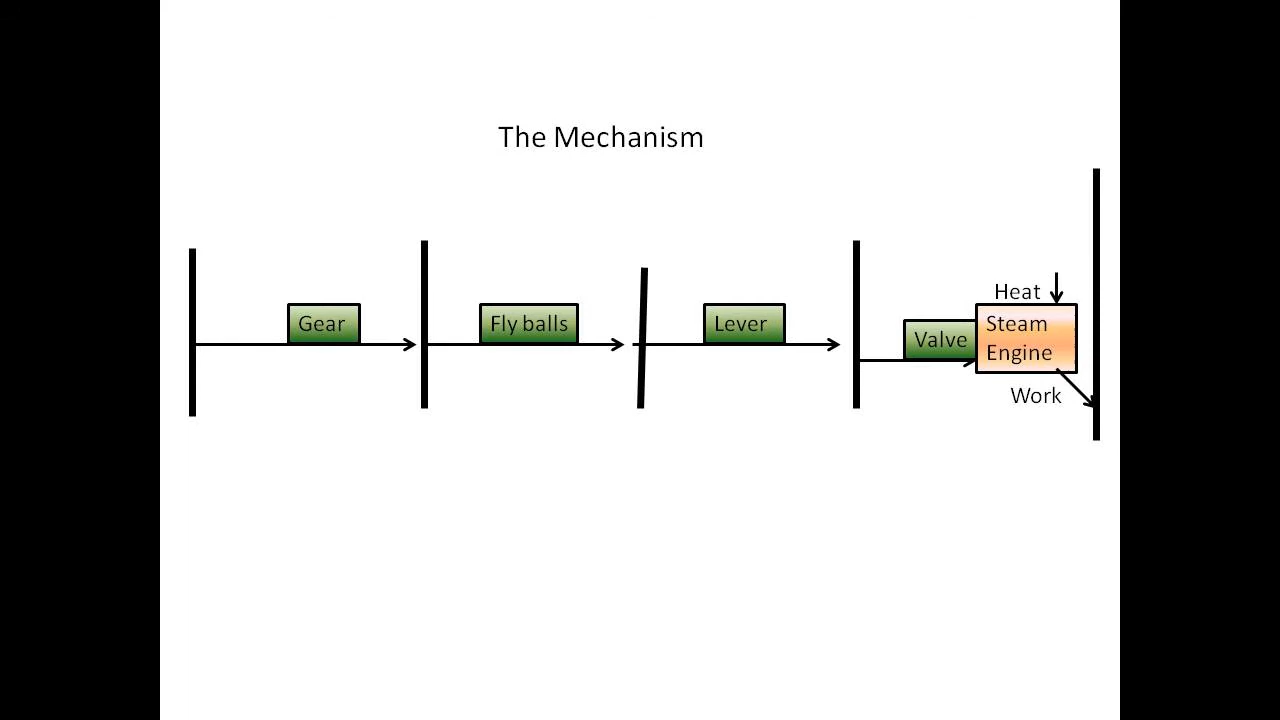 The Mechanism
Gear
Fly balls
Lever
Heat
Valve
Steam
Engine
Work